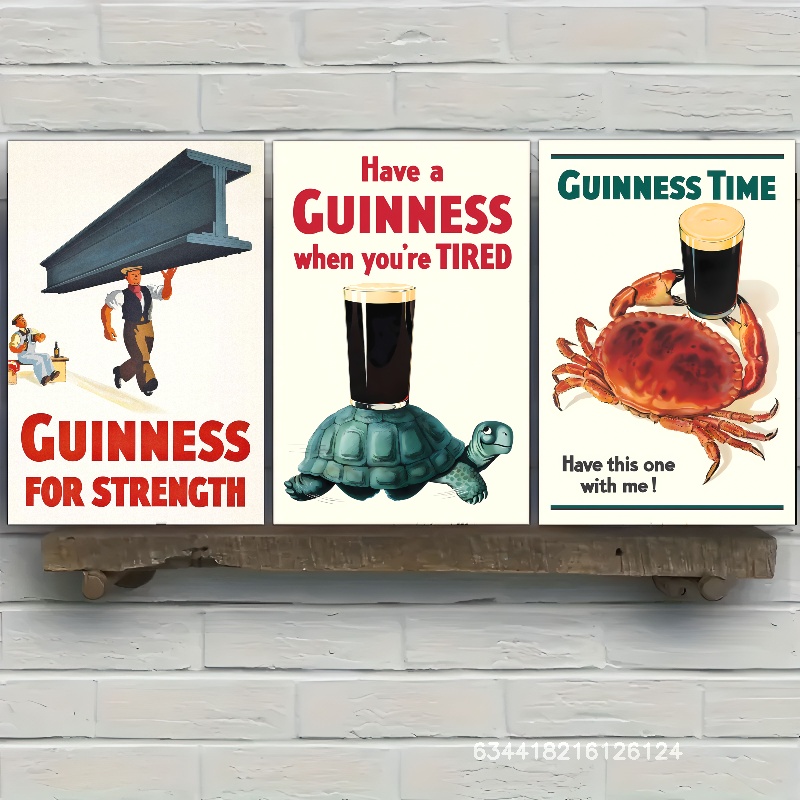 GUINNESS
FOR STRENGTH
Have a
GUINNESS
when you're TIRED
GUINNESS TIME
Have this one
with me!
634418216126124